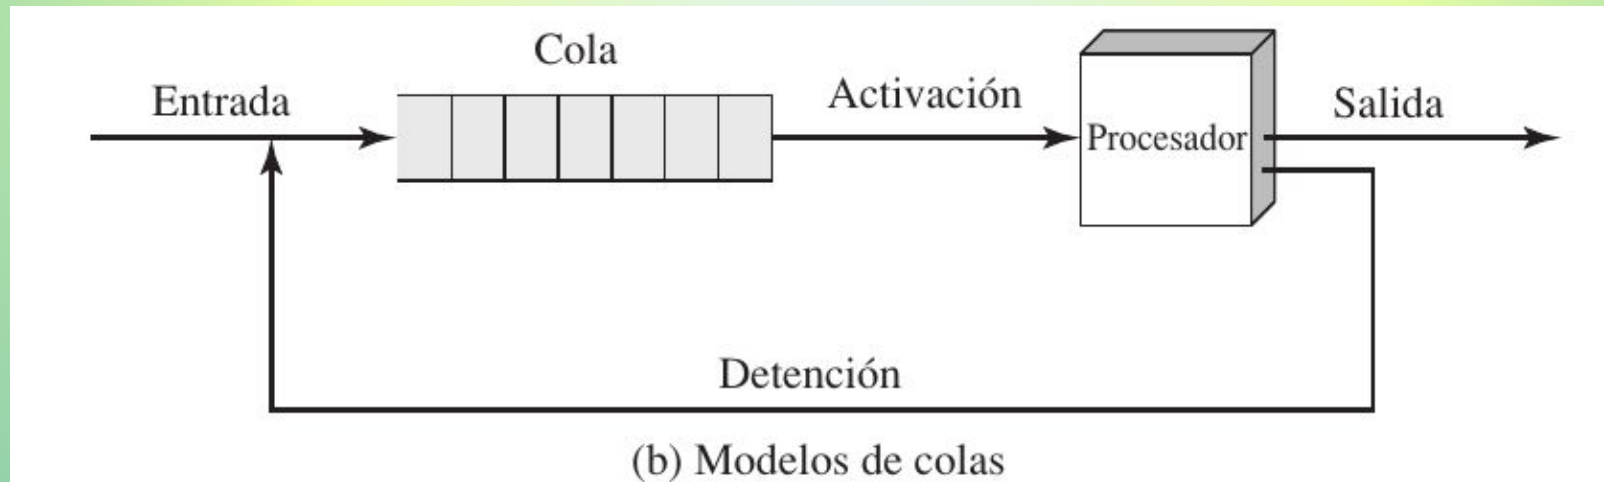 Cola
Entrada
Activación
Procesador
Salida
Detención
(b) Modelos de colas